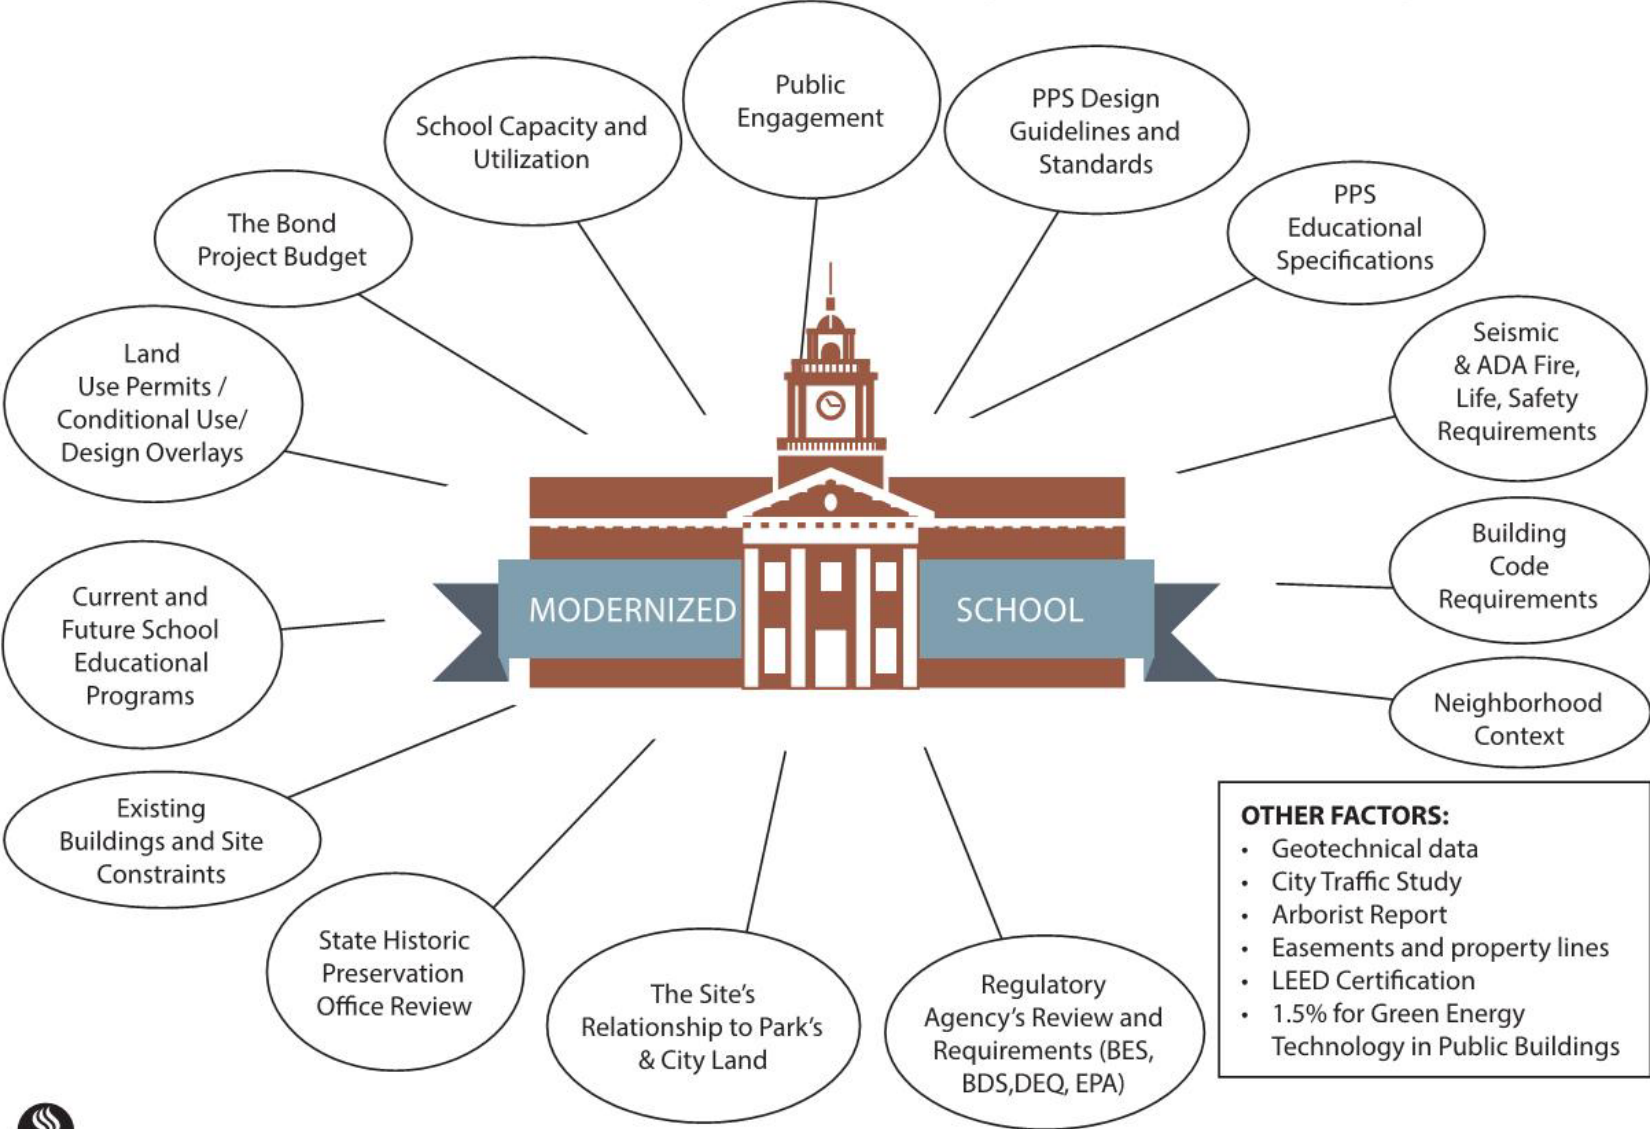 Public
Engagement
School Capacity and
Utilization
PPS Design
Guidelines and
Standards
The Bond
Project Budget
PPS
Educational
Specifications
Land
Use Permits /
Conditional Use/
Design Overlays
Seismic
& ADA Fire,
Life, Safety
Requirements
Current and
Future School
Educational
Programs
MODERNIZED
SCHOOL
Building
Code
Requirements
Neighborhood
Context
Existing
Buildings and Site
Constraints
State Historic
Preservation
Office Review
The Site's
Relationship to Park's
& City Land
Regulatory
Agency's Review and
Requirements (BES,
BDS,DEQ, EPA)
OTHER FACTORS:
• Geotechnical data
• City Traffic Study
• Arborist Report
• Easements and property lines
• LEED Certification
• 1.5% for Green Energy
Technology in Public Buildings